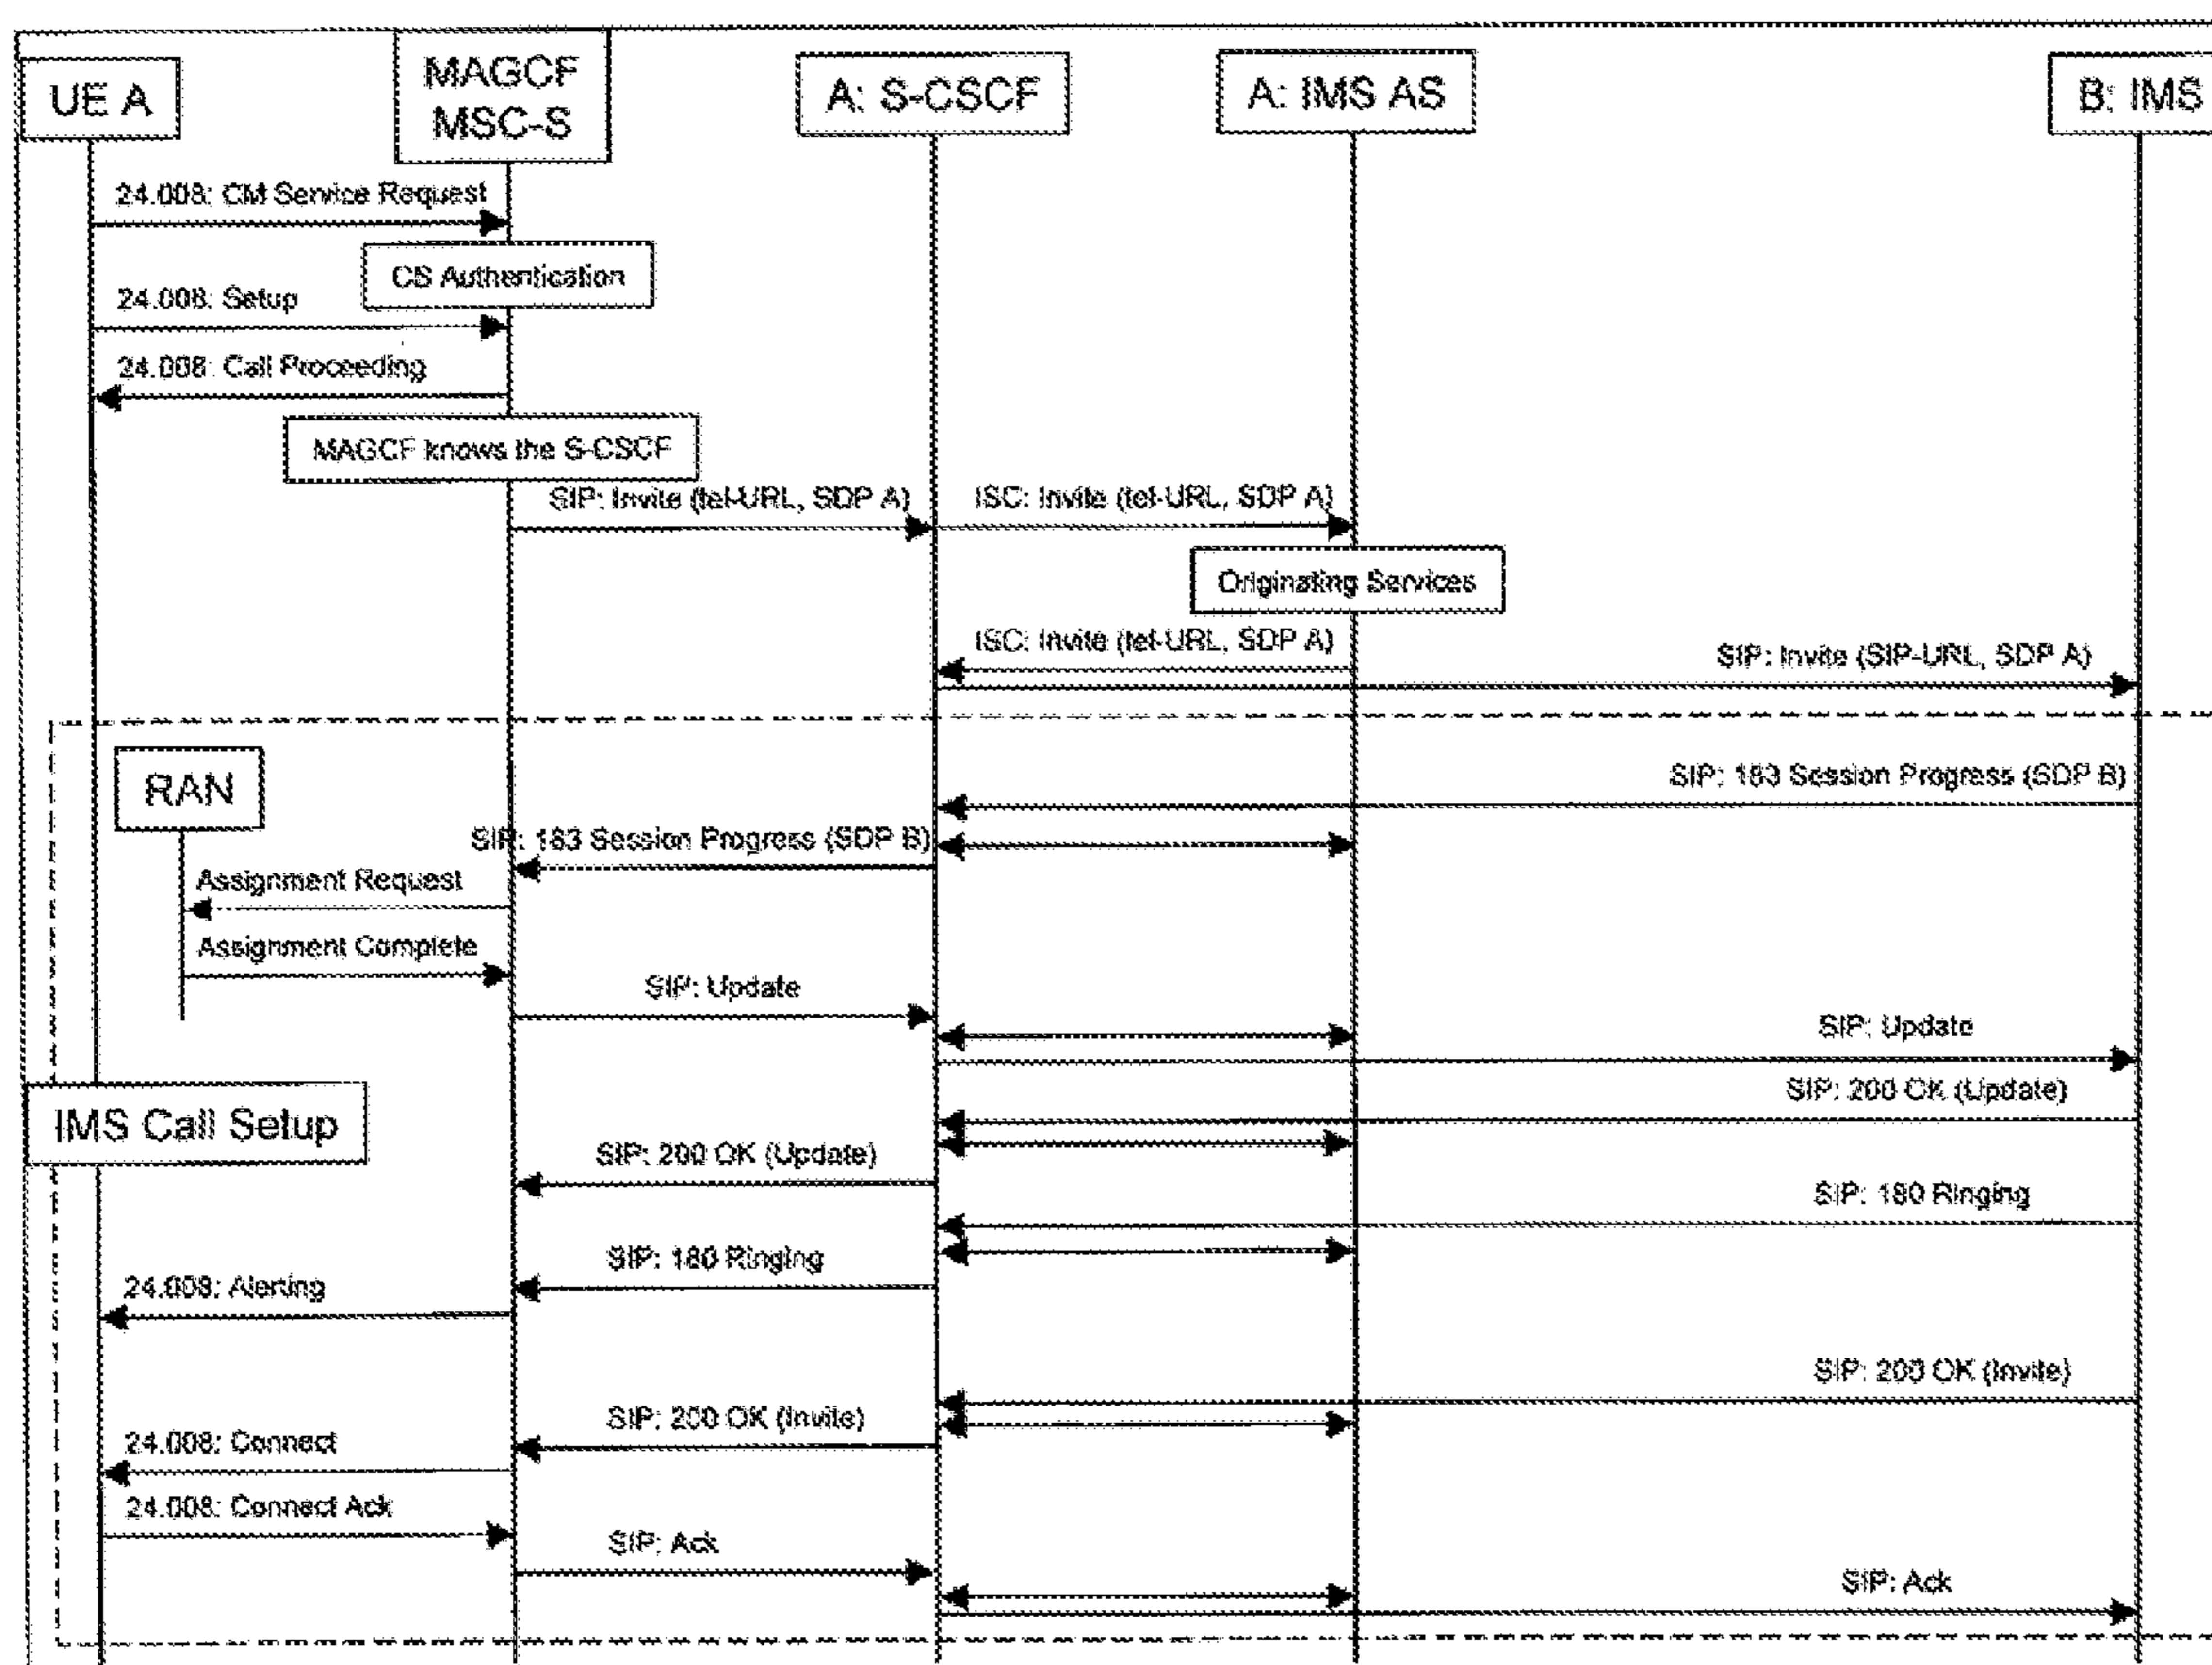 UE A
MAGCF
MSC-S
A: S-CSCF
A: IMS AS
B: IMS
24.008: CM Service Request
CS Authentication
24.008: Setup
24.008: Call Proceeding
MAGCF knows the S-CSCF
SIP: Invite (tel-URL, SDP A)
ISC: Invite (tel-URL, SDP A)
Originating Services
ISC: Invite (tel-URL, SDP A)
SIP: Invite (SIP-URL, SDP A)
RAN
SIP: 183 Session Progress (SDP B)
SIP: 183 Session Progress (SDP B)
Assignment Request
Assignment Complete
SIP: Update
SIP: Update
SIP: 200 OK (Update)
IMS Call Setup
SIP: 200 OK (Update)
SIP: 180 Ringing
SIP: 180 Ringing
24.008: Alerting
SIP: 200 OK (Invite)
SIP: 200 OK (Invite)
24.008: Connect
24.008: Connect Ack
SIP: Ack
SIP: Ack